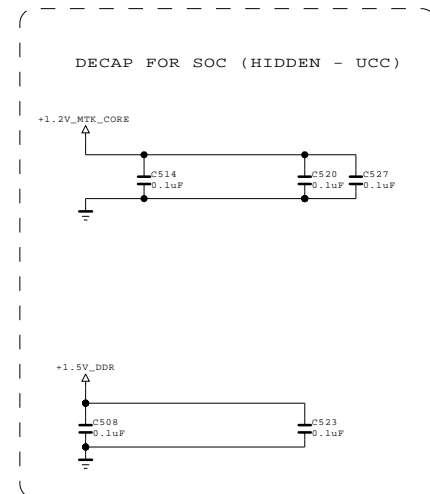 DECAP FOR SOC (HIDDEN - UCC)
+1.2V_MTK_CORE
C514 C520 C527
0.1uF 0.1uF 0.1uF
+1.5V_DDR
C508 C523
0.1uF 0.1uF